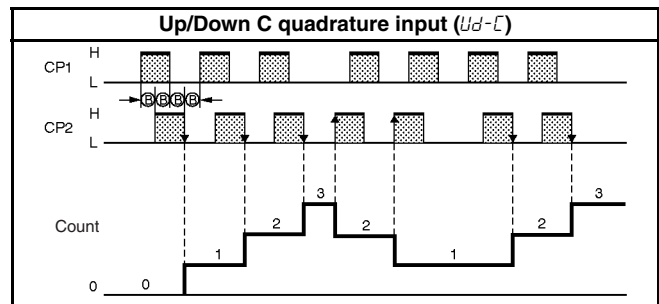 Up/Down C quadrature input (Ud-C)
CP1
H
L
B B B B
CP2
H
L
Count
0
0
1
2
3
2
1
2
3